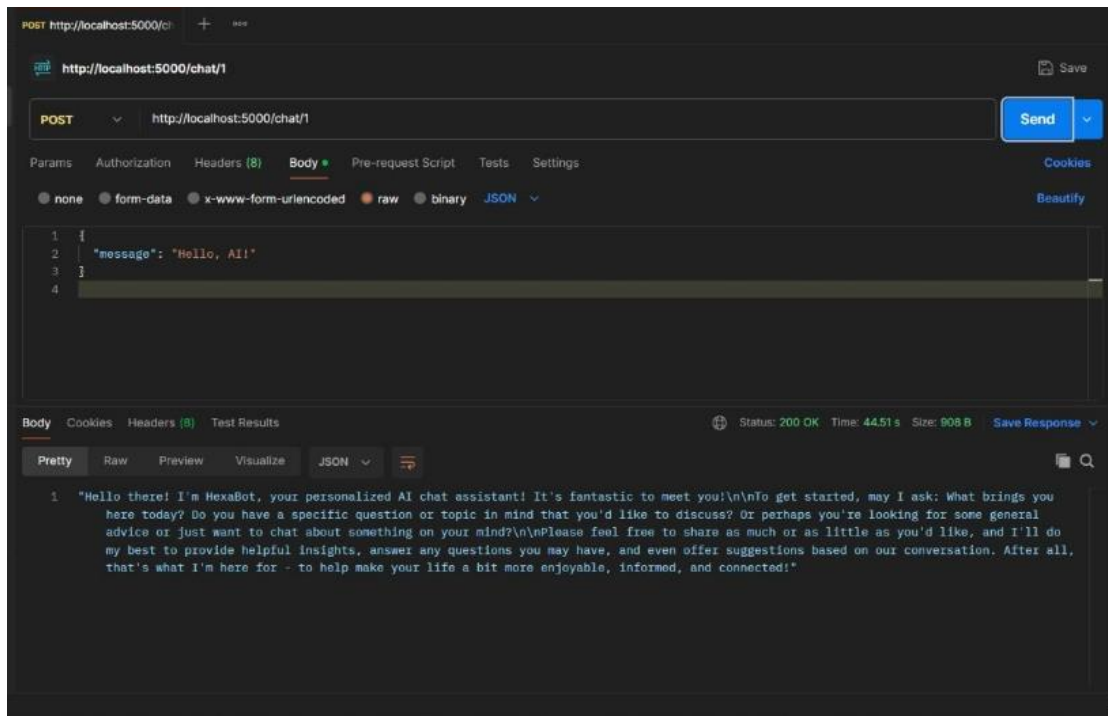 POST http://localhost:5000/ch
http://localhost:5000/chat/1
Save
POST http://localhost:5000/chat/1 Send
Params Authorization Headers (8) Body Pre-request Script Tests Settings Cookies
none form-data x-www-form-urlencoded raw binary JSON Beautify
1 {
2 "message": "Hello, AI!"
3 }
4
Body Cookies Headers (8) Test Results Status: 200 OK Time: 44.51 s Size: 908 B Save Response
Pretty Raw Preview Visualize JSON
1 "Hello there! I'm HexaBot, your personalized AI chat assistant! It's fantastic to meet you!\n\nTo get started, may I ask: What brings you
here today? Do you have a specific question or topic in mind that you'd like to discuss? Or perhaps you're looking for some general
advice or just want to chat about something on your mind?\n\nPlease feel free to share as much or as little as you'd like, and I'll do
my best to provide helpful insights, answer any questions you may have, and even offer suggestions based on our conversation. After all,
that's what I'm here for - to help make your life a bit more enjoyable, informed, and connected!"